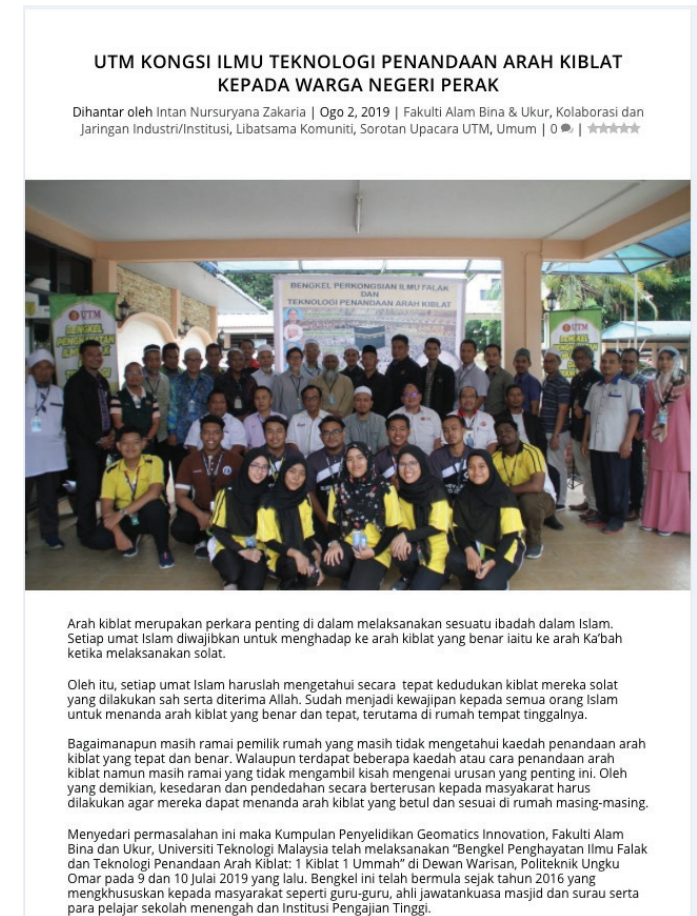 UTM KONGSI ILMU TEKNOLOGI PENANDAAN ARAH KIBLAT
KEPADA WARGA NEGERI PERAK
Dihantar oleh Intan Nursuryana Zakaria | Ogo 2, 2019 | Fakulti Alam Bina & Ukur, Kolaborasi dan
Jaringan Industri/Institusi, Libatsama Komuniti, Sorotan Upacara UTM, Umum | 0 |
BENGKEL PERKONGSIAN ILMU FALAK
DAN
TEKNOLOGI PENANDAAN ARAH KIBLAT
UTM
BENGKEL
PENGHAYATAN
UTM
BENGKEL
Arah kiblat merupakan perkara penting di dalam melaksanakan sesuatu ibadah dalam Islam.
Setiap umat Islam diwajibkan untuk menghadap ke arah kiblat yang benar iaitu ke arah Ka’bah
ketika melaksanakan solat.
Oleh itu, setiap umat Islam haruslah mengetahui secara tepat kedudukan kiblat mereka solat
yang dilakukan sah serta diterima Allah. Sudah menjadi kewajipan kepada semua orang Islam
untuk menanda arah kiblat yang benar dan tepat, terutama di rumah tempat tinggalnya.
Bagaimanapun masih ramai pemilik rumah yang masih tidak mengetahui kaedah penandaan arah
kiblat yang tepat dan benar. Walaupun terdapat beberapa kaedah atau cara penandaan arah
kiblat namun masih ramai yang tidak mengambil kisah mengenai urusan yang penting ini. Oleh
yang demikian, kesedaran dan pendedahan secara berterusan kepada masyakarat harus
dilakukan agar mereka dapat menanda arah kiblat yang betul dan sesuai di rumah masing-masing.
Menyedari permasalahan ini maka Kumpulan Penyelidikan Geomatics Innovation, Fakulti Alam
Bina dan Ukur, Universiti Teknologi Malaysia telah melaksanakan “Bengkel Penghayatan Ilmu Falak
dan Teknologi Penandaan Arah Kiblat: 1 Kiblat 1 Ummah” di Dewan Warisan, Politeknik Ungku
Omar pada 9 dan 10 Julai 2019 yang lalu. Bengkel ini telah bermula sejak tahun 2016 yang
mengkhususkan kepada masyarakat seperti guru-guru, ahli jawatankuasa masjid dan surau serta
para pelajar sekolah menengah dan Institusi Pengajian Tinggi.